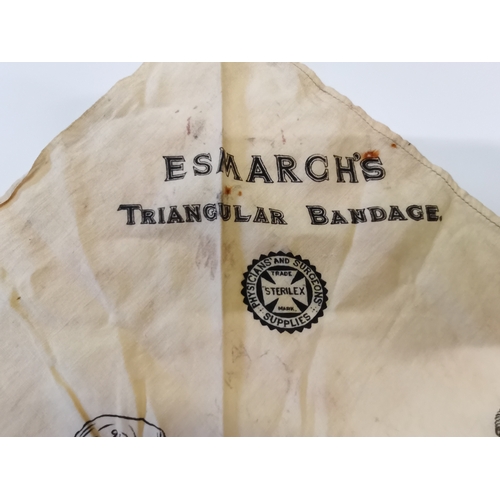 ESMARCH'S
TRIANGULAR BANDAGE.
PHYSICIANS' AND SURGEONS'
TRADE
STERILEX
MARK.
SUPPLIES